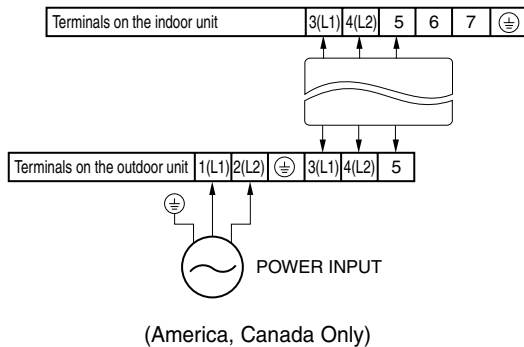 Terminals on the indoor unit 3(L1) 4(L2) 5 6 7
Terminals on the outdoor unit 1(L1) 2(L2) 3(L1) 4(L2) 5
POWER INPUT
(America, Canada Only)